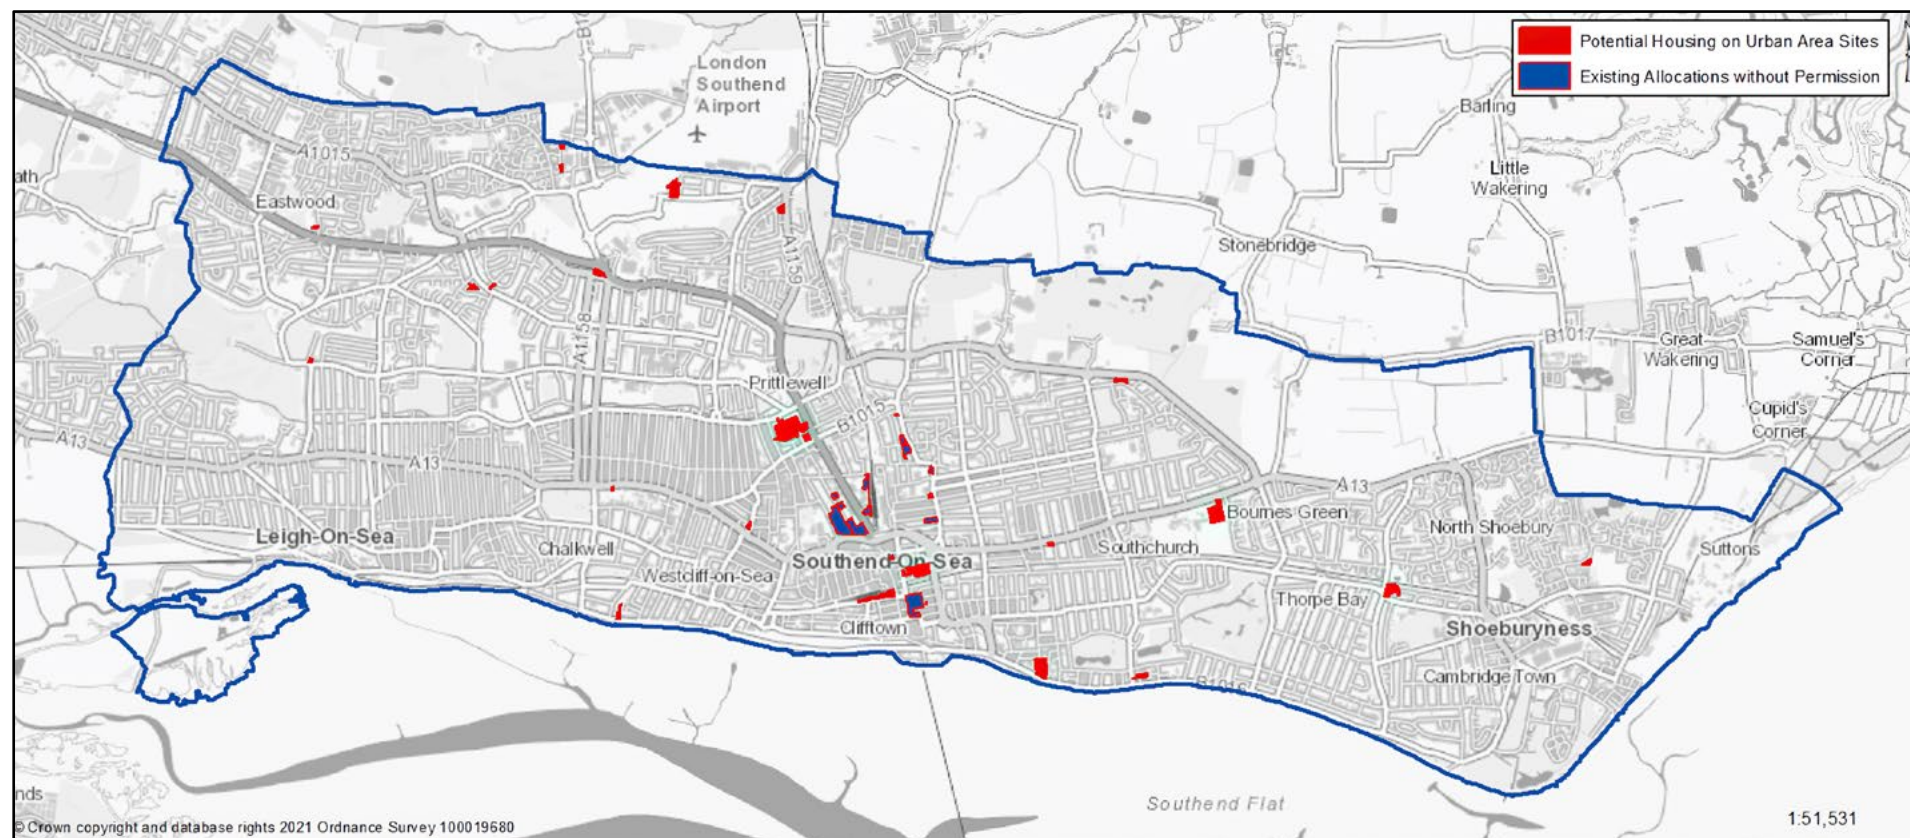 Potential Housing on Urban Area Sites
Existing Allocations without Permission
London
Southend
Airport
Barling
Little
Wakering
ath
A1015
Eastwood
A1159
Stonebridge
A1158
B1017
Great
Wakering
Samuel's
Corner
Prittlewell
B1015
Cupid's
Corner
A13
A13
A13
Bournes Green
North Shoebury
Leigh-On-Sea
Chalkwell
Southend-On-Sea
Southchurch
Suttons
Westcliff-on-Sea
Thorpe Bay
Clifftown
Shoeburyness
Cambridge Town
B1016
nds
Southend Flat
1:51,531
© Crown copyright and database rights 2021 Ordnance Survey 100019680